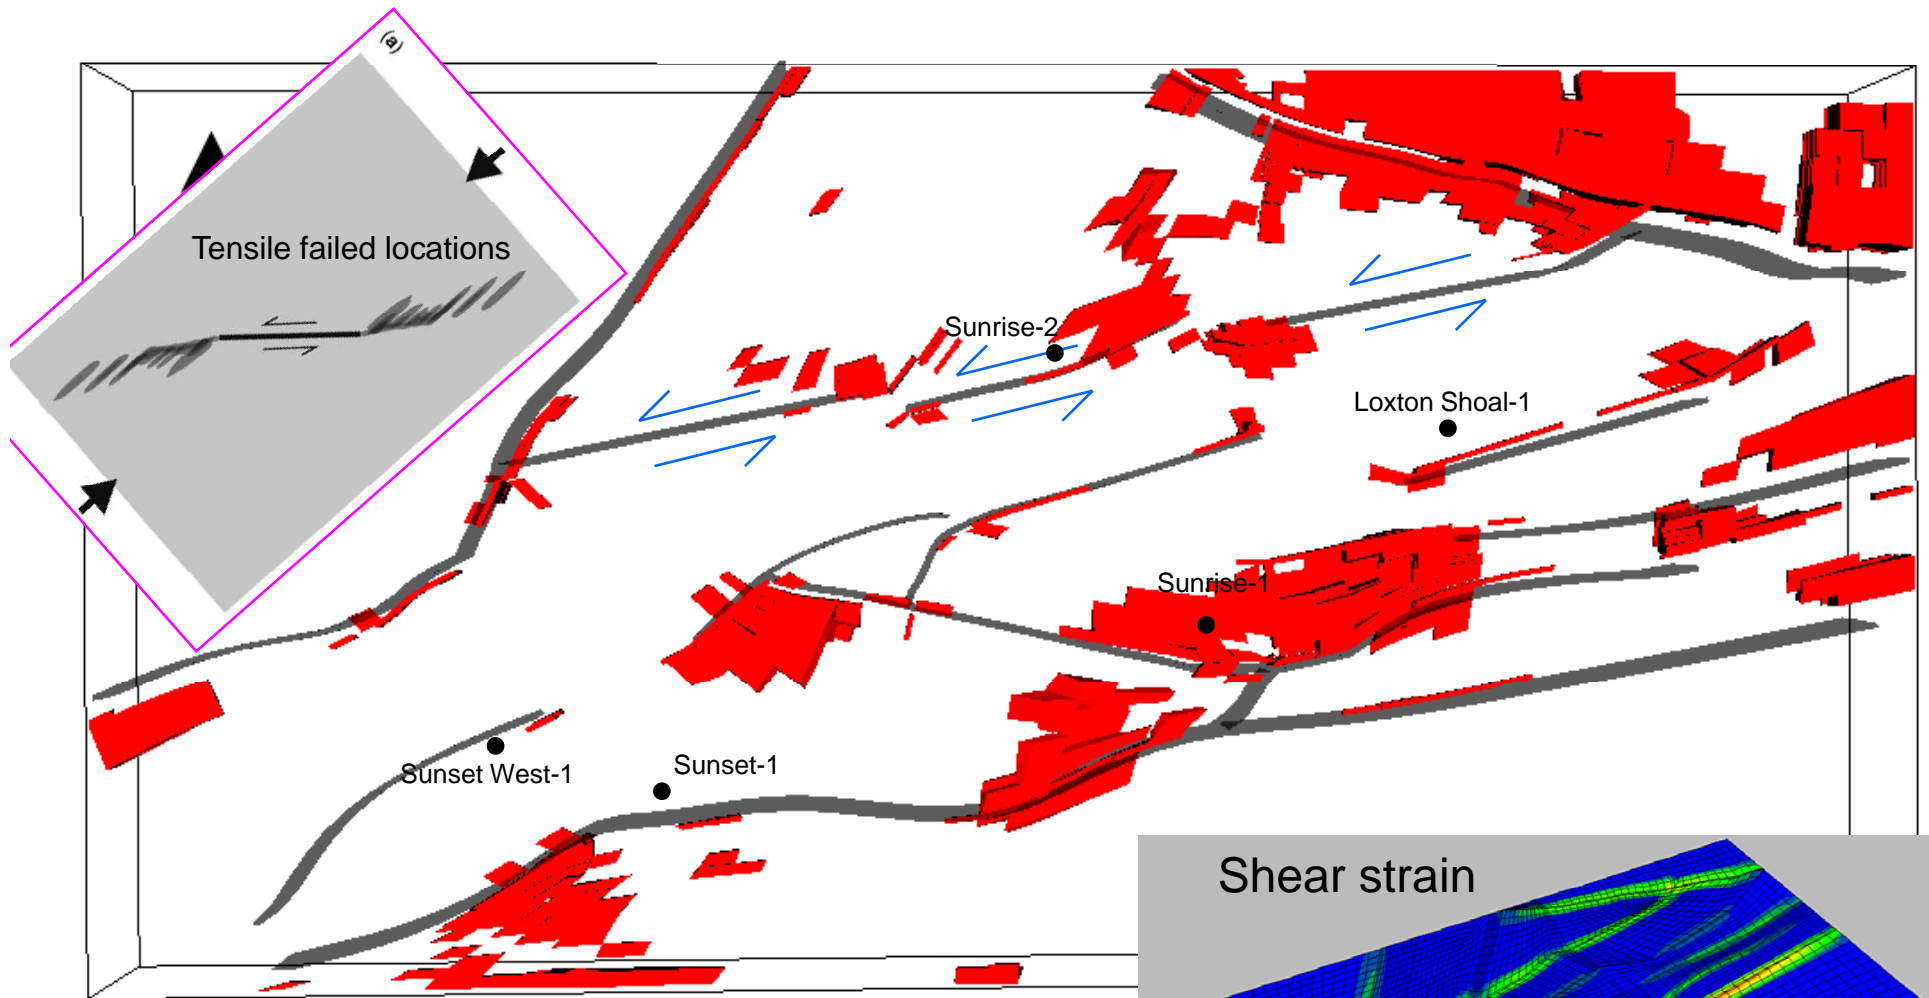 (a)
Tensile failed locations
Sunrise-2
Loxton Shoal-1
Sunrise-1
Sunset West-1
Sunset-1
Shear strain